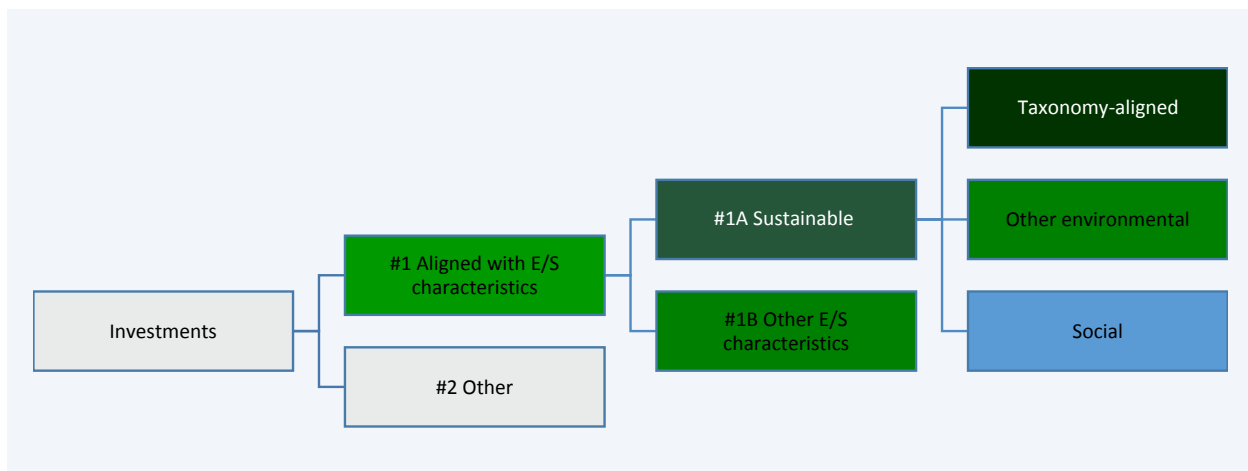 Investments
#1 Aligned with E/S
characteristics
#2 Other
#1A Sustainable
#1B Other E/S
characteristics
Taxonomy-aligned
Other environmental
Social